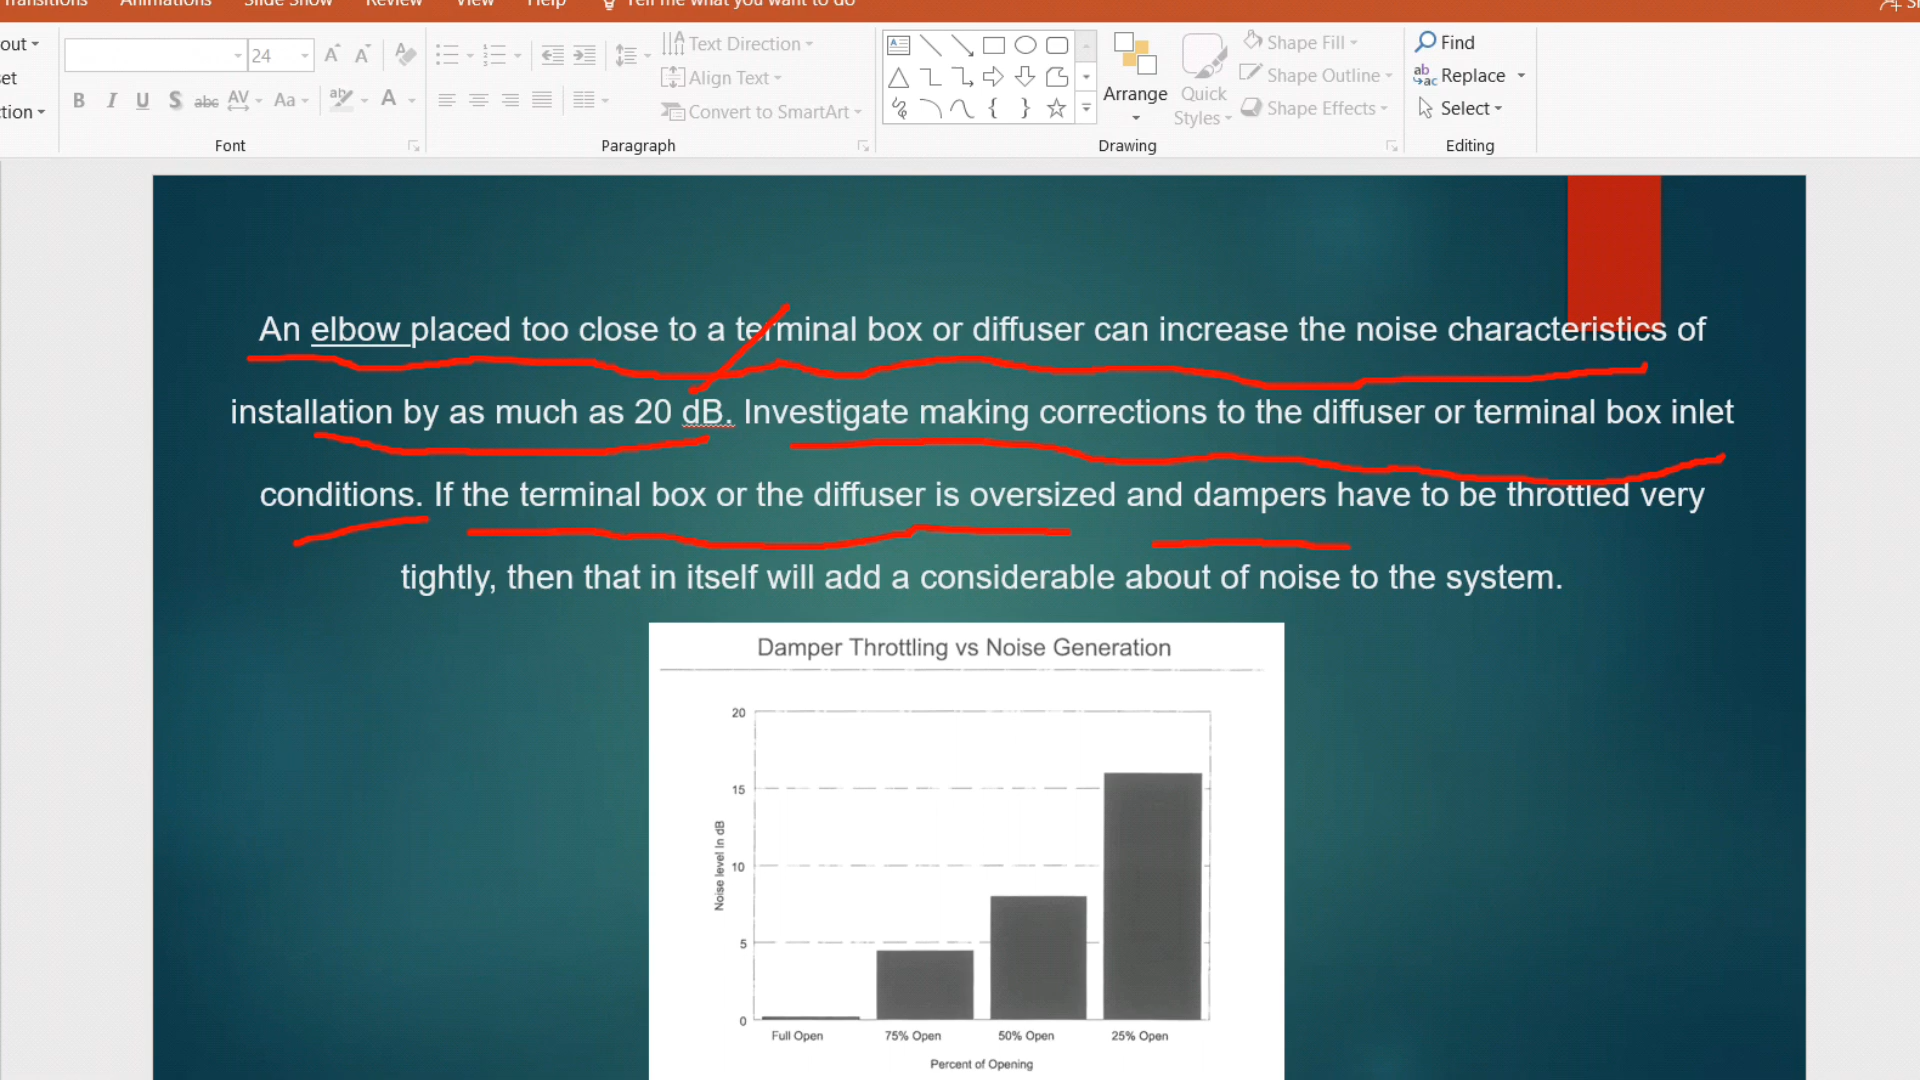 Transitions Animations Slide Show Review View Help Tell me what you want to do
out
24
Text Direction
Shape Fill
Find
Align Text
Shape Outline
Replace
B I U S abc AV Aa A
Convert to SmartArt
Arrange
Quick Styles
Shape Effects
Select
Font Paragraph Drawing Editing
An elbow placed too close to a terminal box or diffuser can increase the noise characteristics of
installation by as much as 20 dB. Investigate making corrections to the diffuser or terminal box inlet
conditions. If the terminal box or the diffuser is oversized and dampers have to be throttled very
tightly, then that in itself will add a considerable about of noise to the system.
Damper Throttling vs Noise Generation
20
15
10
5
0
Noise level in dB
Full Open 75% Open 50% Open 25% Open
Percent of Opening